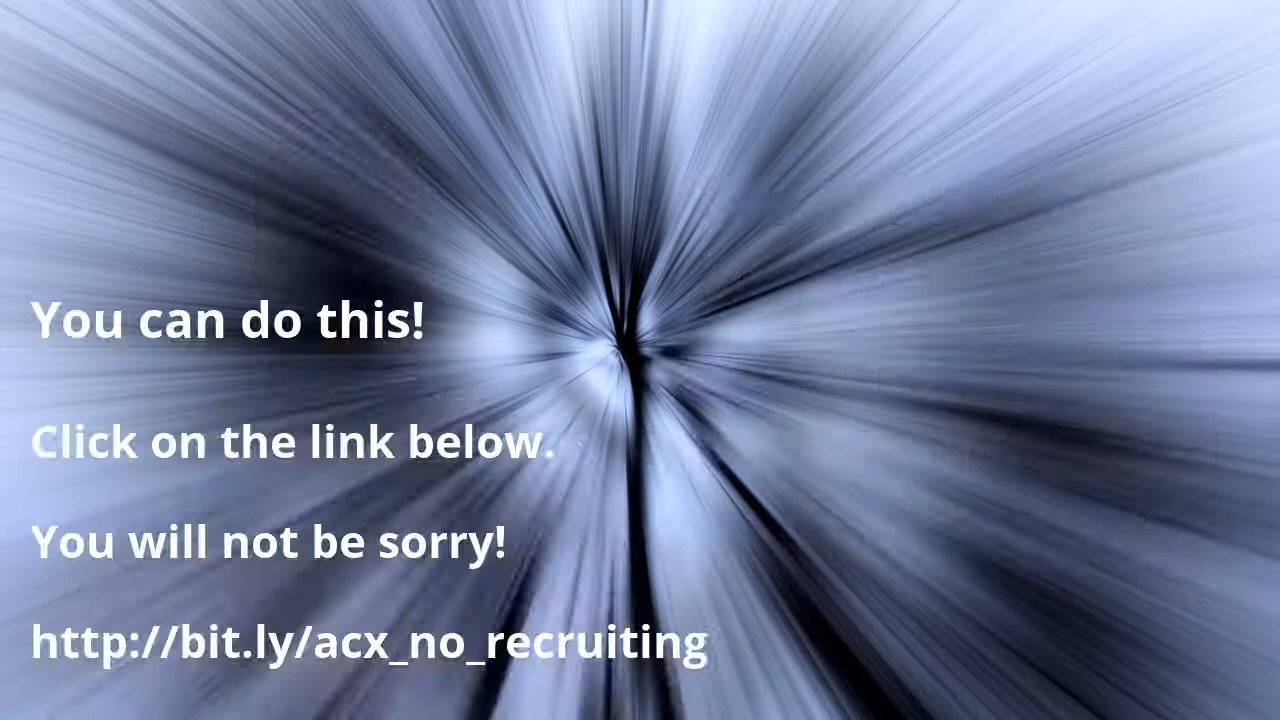 You can do this!
Click on the link below.
You will not be sorry!
http://bit.ly/acx_no_recruiting